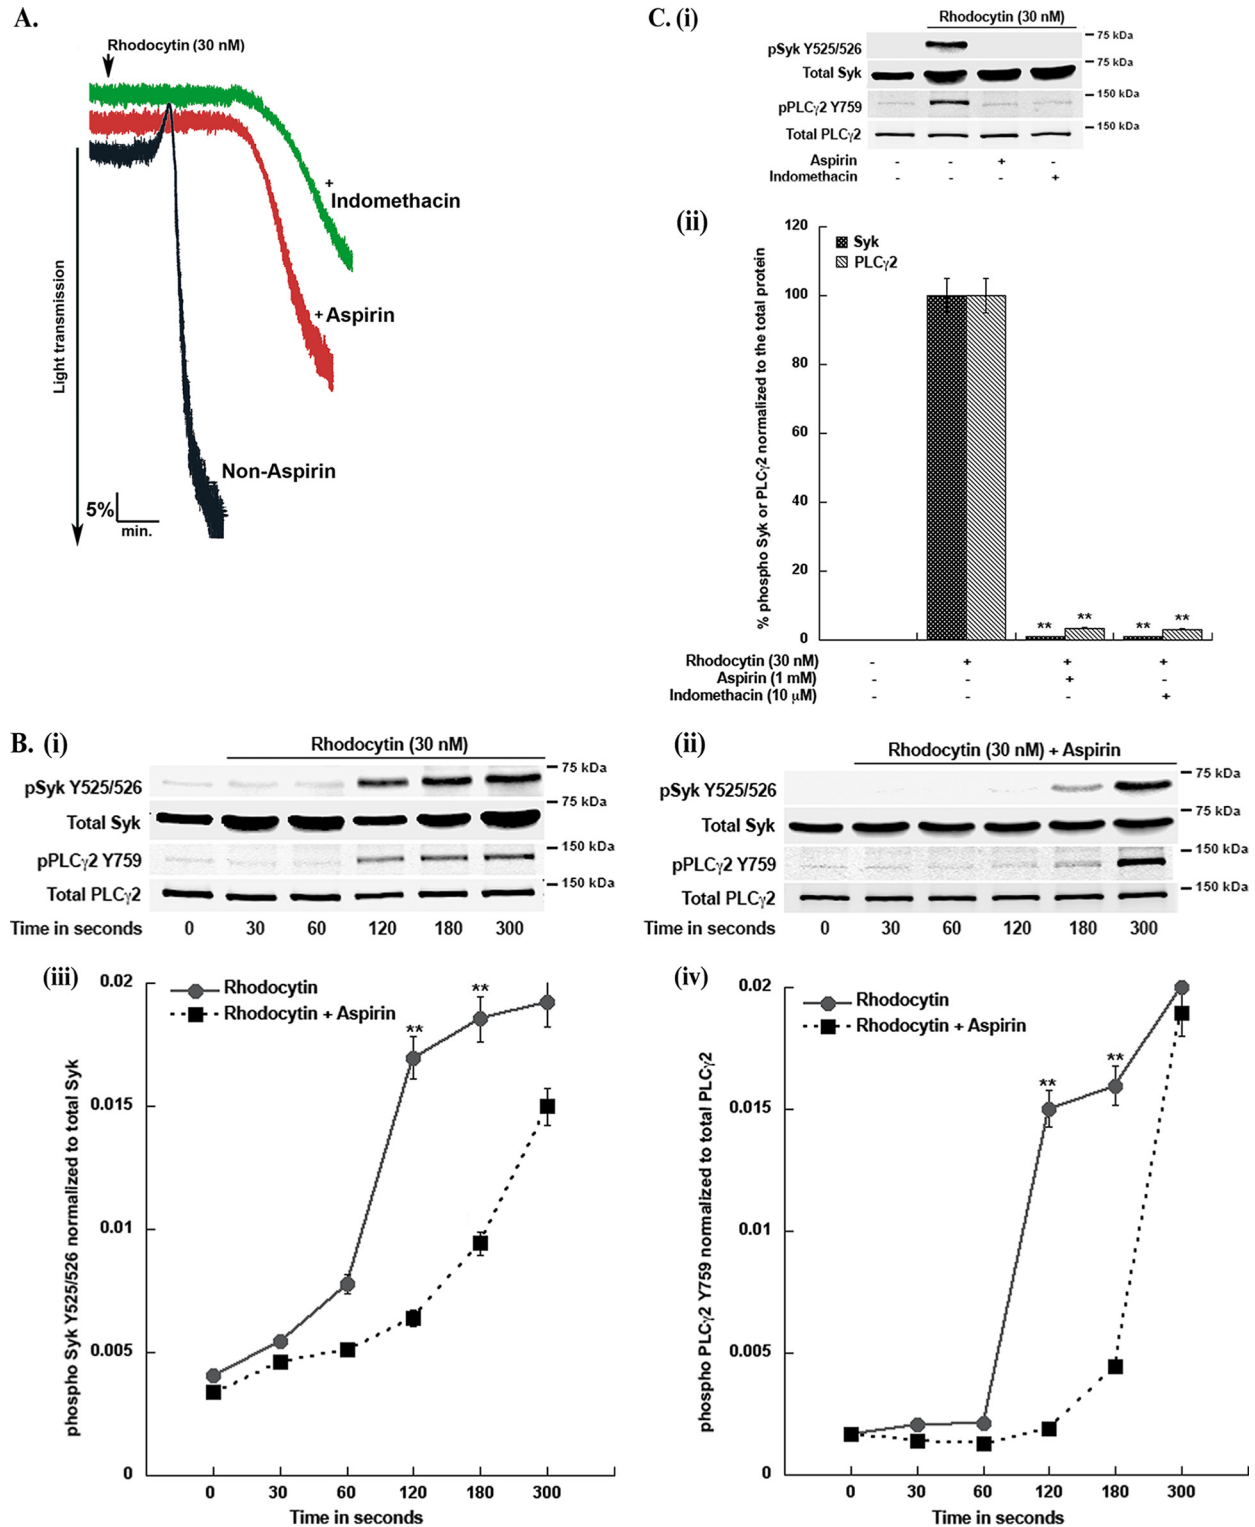 A.
Rhodocytin (30 nM)
+
Indomethacin
+ Aspirin
Non-Aspirin
Light transmission
5%
min.
C. (i)
Rhodocytin (30 nM)
pSyk Y525/526
75 kDa
Total Syk
75 kDa
pPLCγ2 Y759
150 kDa
Total PLCγ2
150 kDa
Aspirin - - + -
Indomethacin - - - +
(ii)
% phospho Syk or PLCγ2 normalized to the total protein
120
100
80
60
40
20
0
Syk
PLCγ2
** ** ** **
Rhodocytin (30 nM) - + + +
Aspirin (1 mM) - - + -
Indomethacin (10 μM) - - - +
B. (i)
Rhodocytin (30 nM)
pSyk Y525/526
75 kDa
Total Syk
75 kDa
pPLCγ2 Y759
150 kDa
Total PLCγ2
150 kDa
Time in seconds 0 30 60 120 180 300
(ii)
Rhodocytin (30 nM) + Aspirin
pSyk Y525/526
75 kDa
Total Syk
75 kDa
pPLCγ2 Y759
150 kDa
Total PLCγ2
150 kDa
Time in seconds 0 30 60 120 180 300
(iii)
phospho Syk Y525/526 normalized to total Syk
0.02
0.015
0.01
0.005
0
Rhodocytin
Rhodocytin + Aspirin
** **
0 30 60 120 180 300
Time in seconds
(iv)
phospho PLCγ2 Y759 normalized to total PLCγ2
0.02
0.015
0.01
0.005
0
Rhodocytin
Rhodocytin + Aspirin
** **
0 30 60 120 180 300
Time in seconds